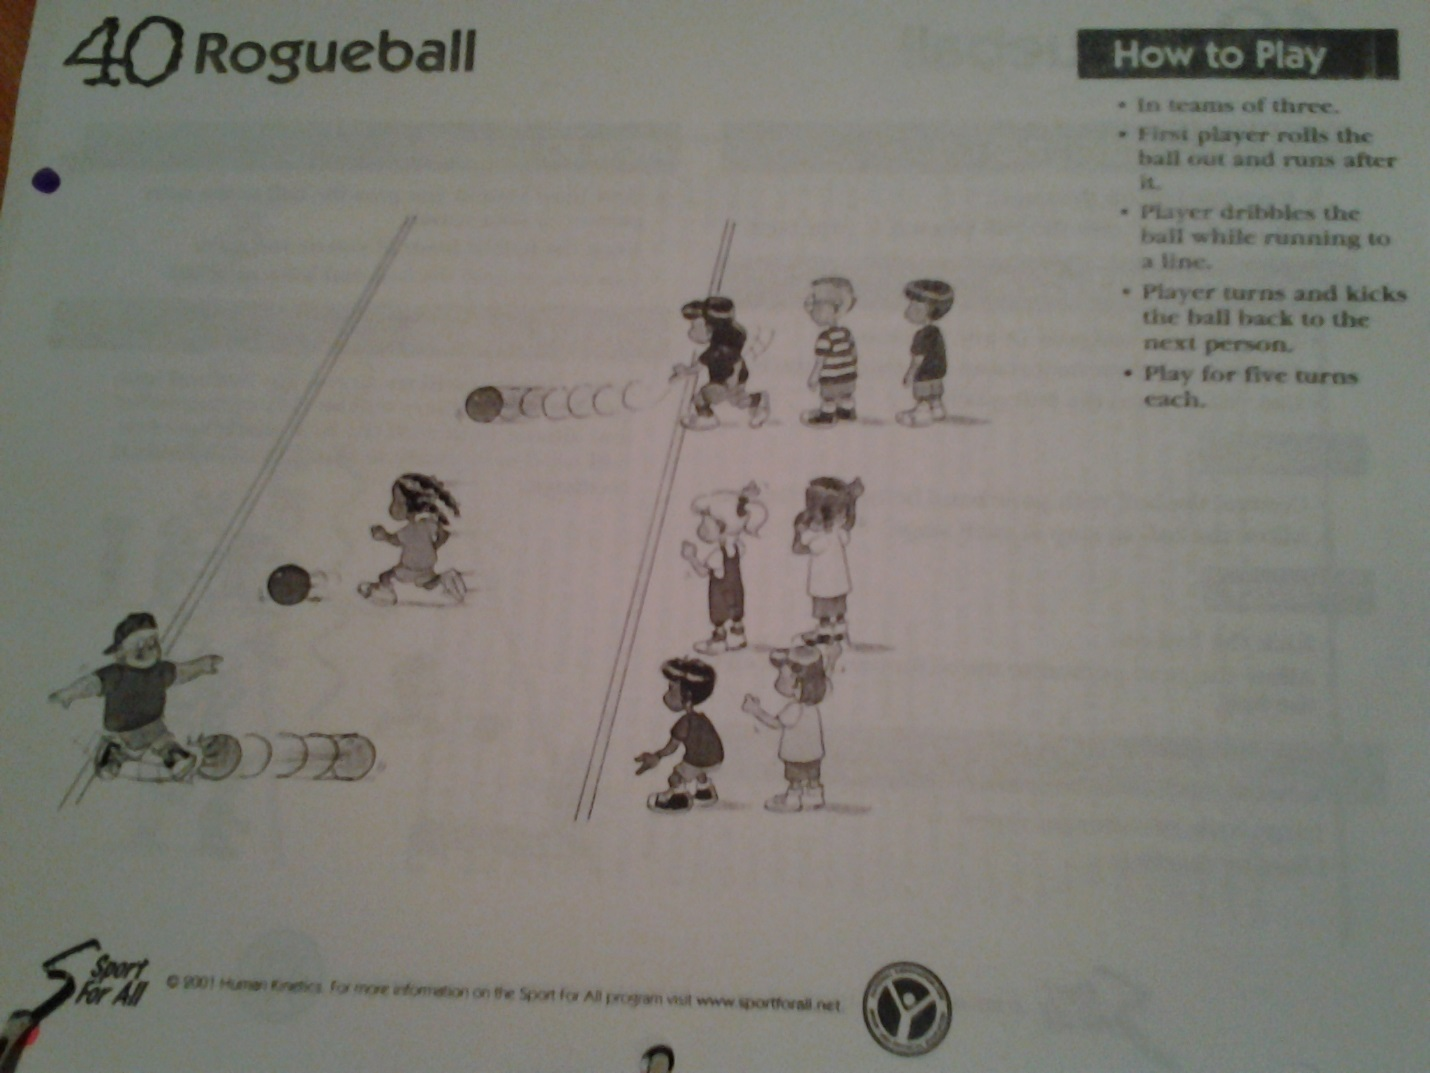 40 Rogueball
How to Play
• In teams of three.
• First player rolls the
ball out and runs after
it.
• Player dribbles the
ball while running to
a line.
• Player turns and kicks
the ball back to the
next person.
• Play for five turns
each.
Sport
For All
© 2001 Human Kinetics. For more information on the Sport For All program visit www.sportforall.net.